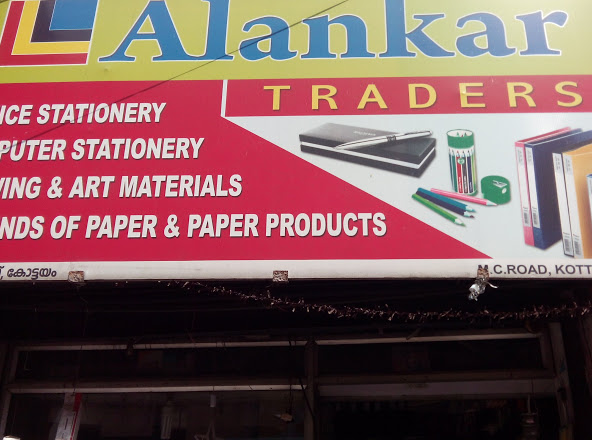 Alankar
TRADERS
ICE STATIONERY
PUTER STATIONERY
WING & ART MATERIALS
NDS OF PAPER & PAPER PRODUCTS
കോട്ടയം
M.C.ROAD, KOTT